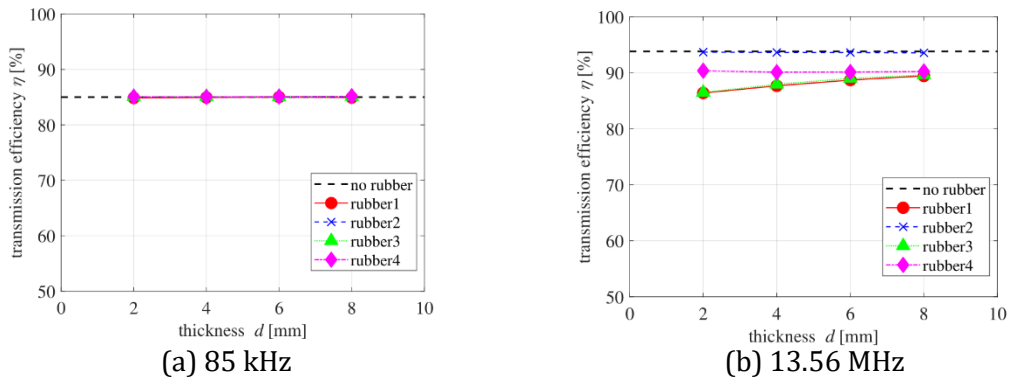 100
90
80
70
60
50
transmission efficiency η [%]
no rubber
rubber1
rubber2
rubber3
rubber4
0 2 4 6 8 10
thickness d [mm]
(a) 85 kHz
100
90
80
70
60
50
transmission efficiency η [%]
no rubber
rubber1
rubber2
rubber3
rubber4
0 2 4 6 8 10
thickness d [mm]
(b) 13.56 MHz